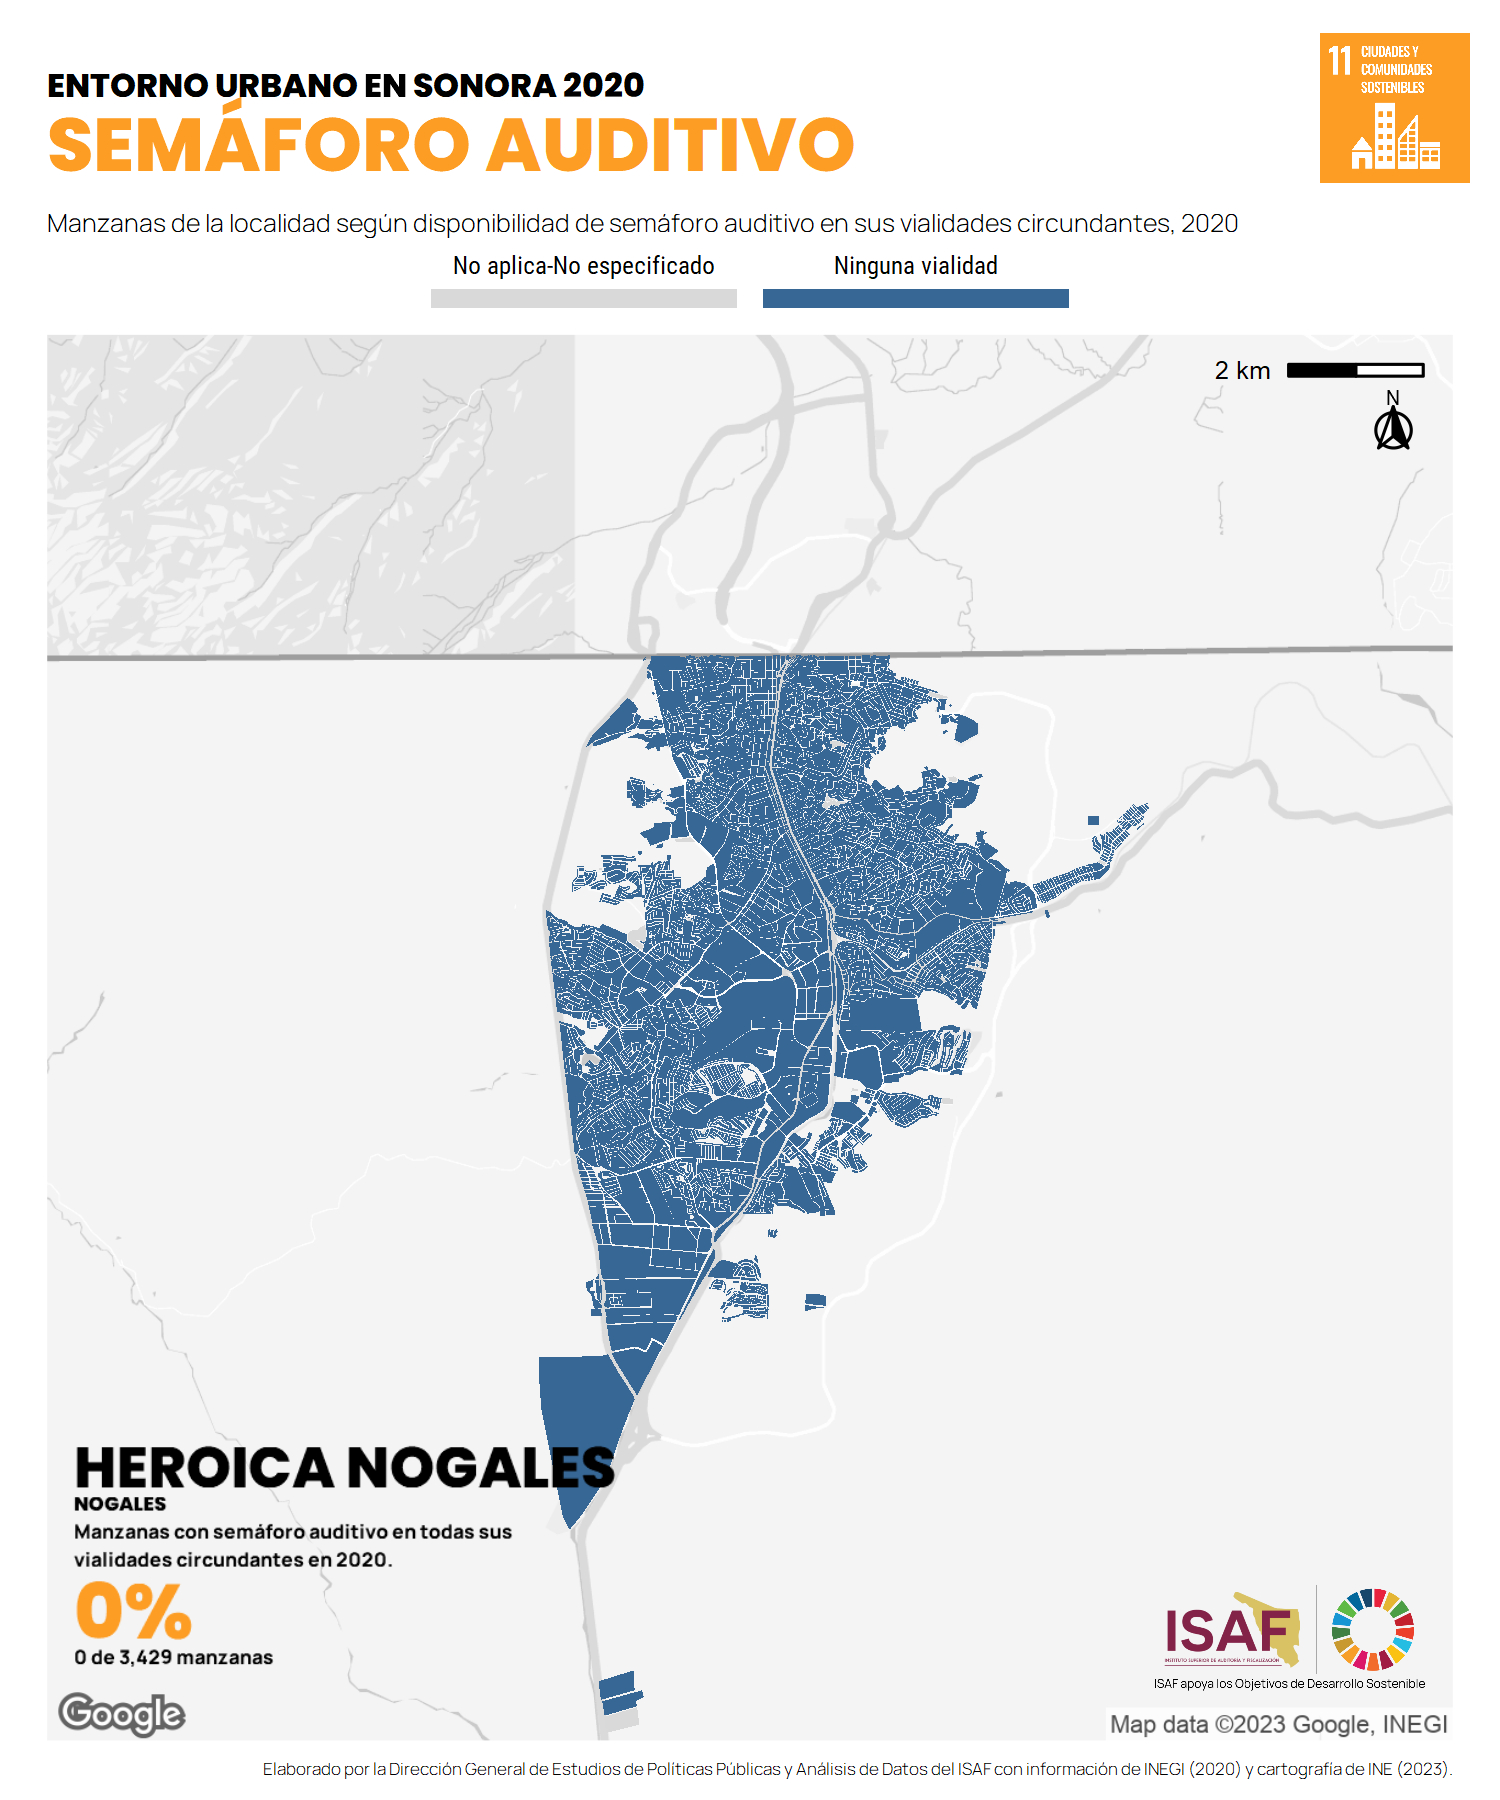 ENTORNO URBANO EN SONORA 2020
SEMÁFORO AUDITIVO
11 CIUDADES Y
COMUNIDADES
SOSTENIBLES
Manzanas de la localidad según disponibilidad de semáforo auditivo en sus vialidades circundantes, 2020
No aplica-No especificado
Ninguna vialidad
2 km
N
HEROICA NOGALES
NOGALES
Manzanas con semáforo auditivo en todas sus
vialidades circundantes en 2020.
0%
0 de 3,429 manzanas
ISAF
INSTITUTO SUPERIOR DE AUDITORÍA Y FISCALIZACIÓN
ISAF apoya los Objetivos de Desarrollo Sostenible
Google
Map data ©2023 Google, INEGI
Elaborado por la Dirección General de Estudios de Políticas Públicas y Análisis de Datos del ISAF con información de INEGI (2020) y cartografía de INE (2023).